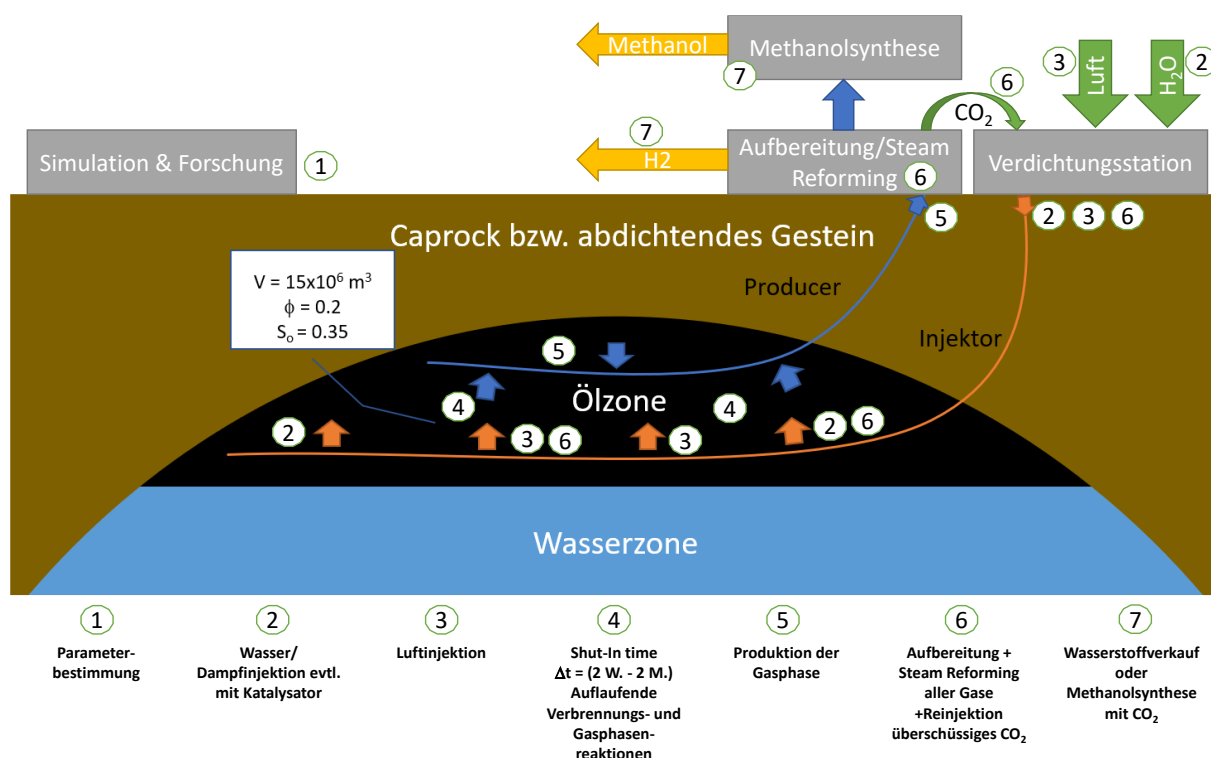 Methanol
Methanolsynthese
7
3
Luft
H₂O
2
6
CO₂
7
H2
Simulation & Forschung
1
Aufbereitung/Steam
Reforming
6
Verdichtungsstation
5
2 3 6
Caprock bzw. abdichtendes Gestein
V = 15x10⁶ m³
ϕ = 0.2
Sₒ = 0.35
Producer
Injektor
5
Ölzone
4
4
2
3 6
3
2 6
Wasserzone
1
Parameter-
bestimmung
2
Wasser/
Dampfinjektion evtl.
mit Katalysator
3
Luftinjektion
4
Shut-In time
Δt = (2 W. - 2 M.)
Auflaufende
Verbrennungs- und
Gasphasen-
reaktionen
5
Produktion der
Gasphase
6
Aufbereitung +
Steam Reforming
aller Gase
+Reinjektion
überschüssiges CO₂
7
Wasserstoffverkauf
oder
Methanolsynthese
mit CO₂